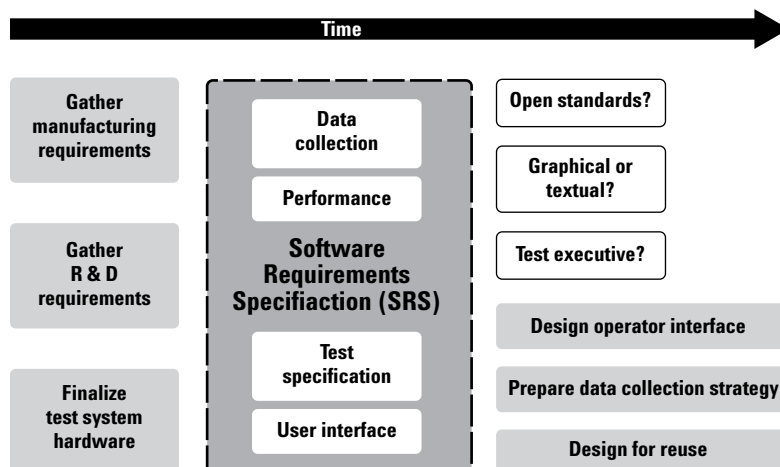 Time
Gather
manufacturing
requirements
Gather
R & D
requirements
Finalize
test system
hardware
Data
collection
Performance
Software
Requirements
Specifiaction (SRS)
Test
specification
User interface
Open standards?
Graphical or
textual?
Test executive?
Design operator interface
Prepare data collection strategy
Design for reuse